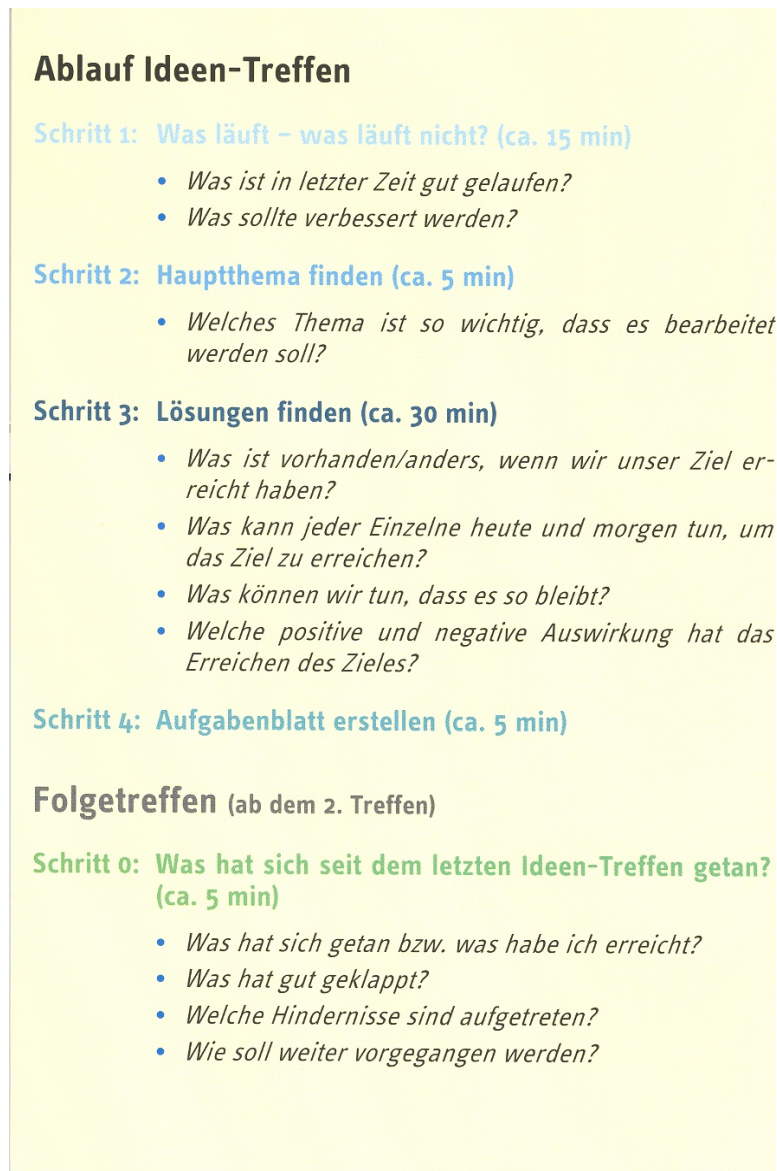 Ablauf Ideen-Treffen
Schritt 1: Was läuft – was läuft nicht? (ca. 15 min)
• Was ist in letzter Zeit gut gelaufen?
• Was sollte verbessert werden?
Schritt 2: Hauptthema finden (ca. 5 min)
• Welches Thema ist so wichtig, dass es bearbeitet
werden soll?
Schritt 3: Lösungen finden (ca. 30 min)
• Was ist vorhanden/anders, wenn wir unser Ziel er-
reicht haben?
• Was kann jeder Einzelne heute und morgen tun, um
das Ziel zu erreichen?
• Was können wir tun, dass es so bleibt?
• Welche positive und negative Auswirkung hat das
Erreichen des Zieles?
Schritt 4: Aufgabenblatt erstellen (ca. 5 min)
Folgetreffen (ab dem 2. Treffen)
Schritt 0: Was hat sich seit dem letzten Ideen-Treffen getan?
(ca. 5 min)
• Was hat sich getan bzw. was habe ich erreicht?
• Was hat gut geklappt?
• Welche Hindernisse sind aufgetreten?
• Wie soll weiter vorgegangen werden?